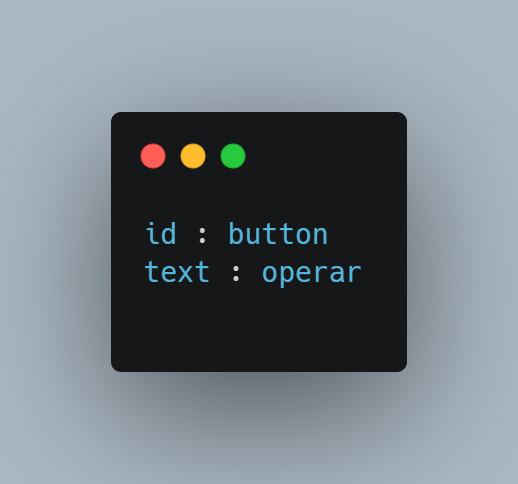 id : button
text : operar